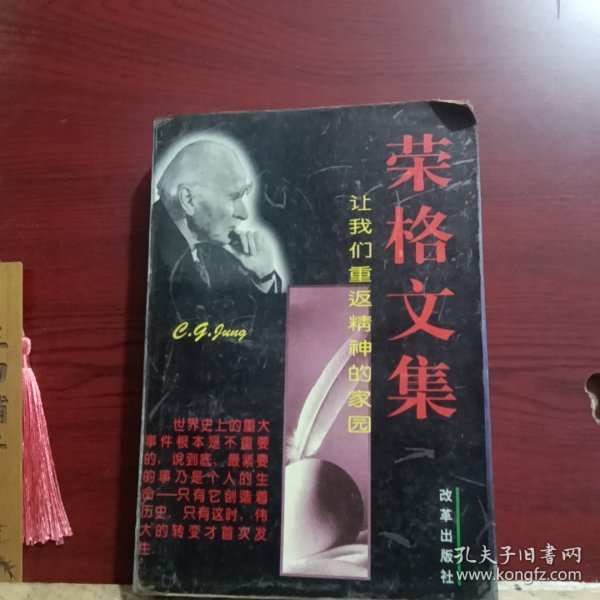 荣格文集
让我们重返精神的家园
C.G.Jung
世界史上的重大
事件根本是不重要
的，说到底，最紧要
的事乃是个人的生
命——只有它创造着
历史，只有这时，伟
大的转变才首次发
生
改革出版社
孔夫子旧书网
www.kongfz.com